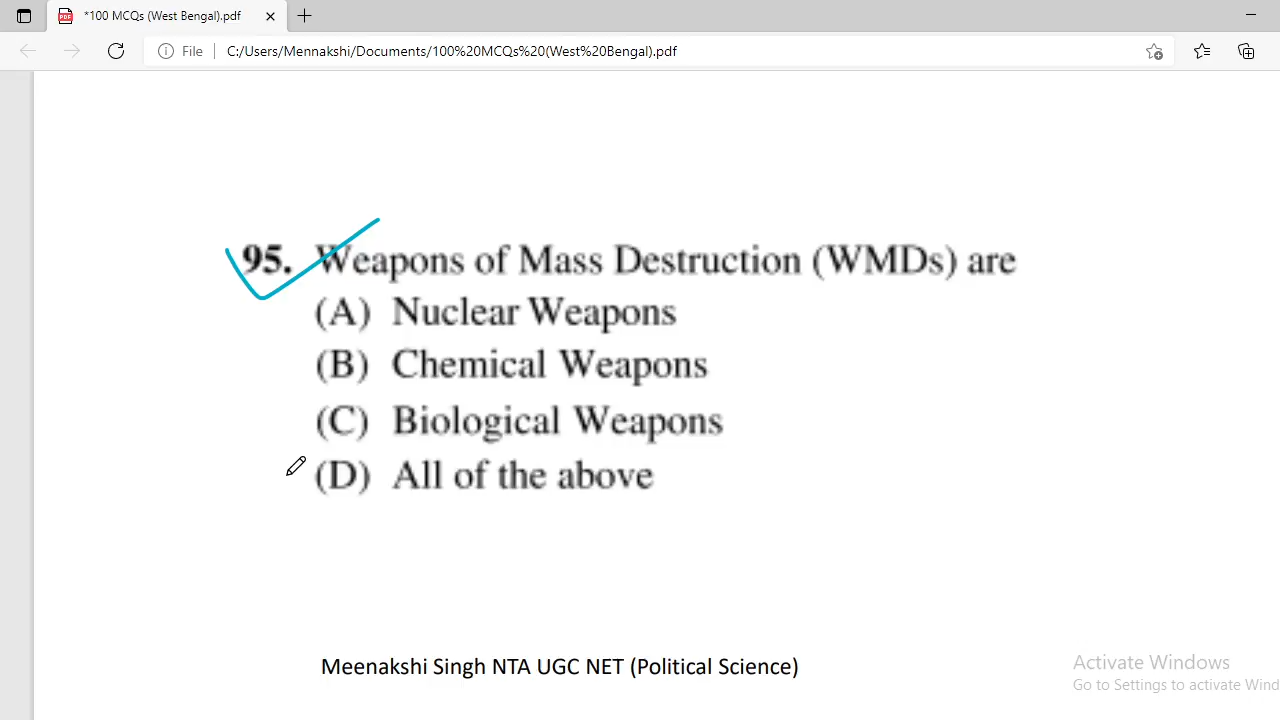 *100 MCQs (West Bengal).pdf
File
C:/Users/Mennakshi/Documents/100%20MCQs%20(West%20Bengal).pdf
95. Weapons of Mass Destruction (WMDs) are
(A) Nuclear Weapons
(B) Chemical Weapons
(C) Biological Weapons
(D) All of the above
Meenakshi Singh NTA UGC NET (Political Science)
Activate Windows
Go to Settings to activate Wind